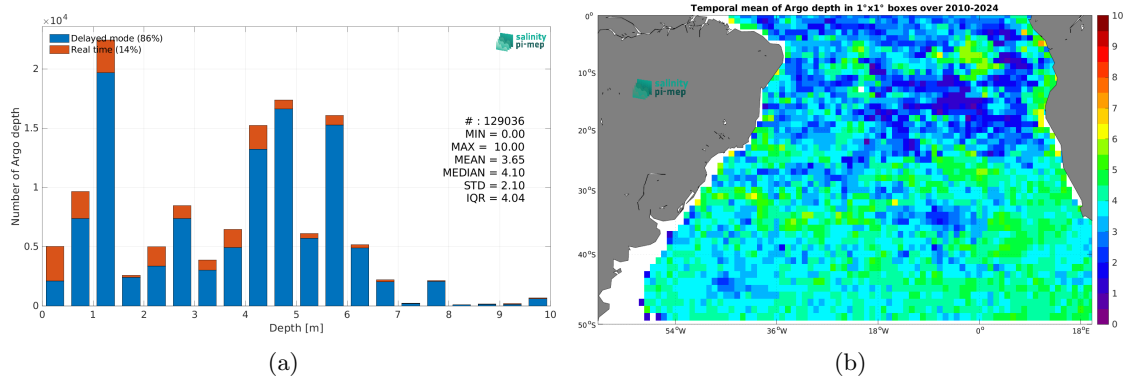 ×10⁴
Delayed mode (86%)
Real time (14%)
salinity
pi-mep
Number of Argo depth
2
1.5
1
0.5
0
# : 129036
MIN = 0.00
MAX = 10.00
MEAN = 3.65
MEDIAN = 4.10
STD = 2.10
IQR = 4.04
0 1 2 3 4 5 6 7 8 9 10
Depth [m]
(a)
Temporal mean of Argo depth in 1°x1° boxes over 2010-2024
0°
10°S
20°S
30°S
40°S
50°S
salinity
pi-mep
54°W 36°W 18°W 0° 18°E
10
9
8
7
6
5
4
3
2
1
0
(b)